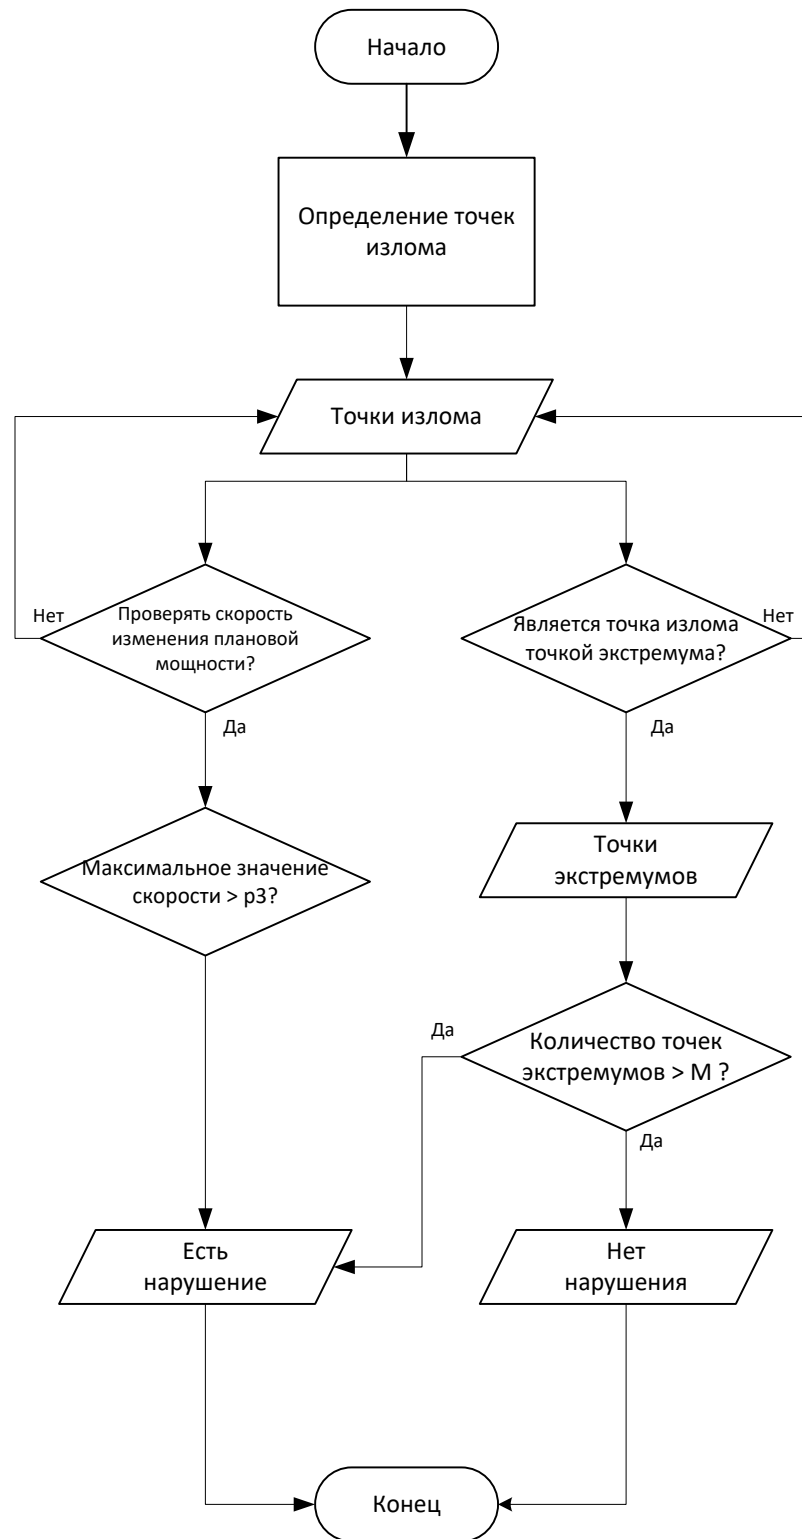 Начало
Определение точек
излома
Точки излома
Нет
Проверять скорость
изменения плановой
мощности?
Является точка излома
точкой экстремума?
Нет
Да
Да
Максимальное значение
скорости > p3?
Точки
экстремумов
Да
Количество точек
экстремумов > М ?
Да
Есть
нарушение
Нет
нарушения
Конец